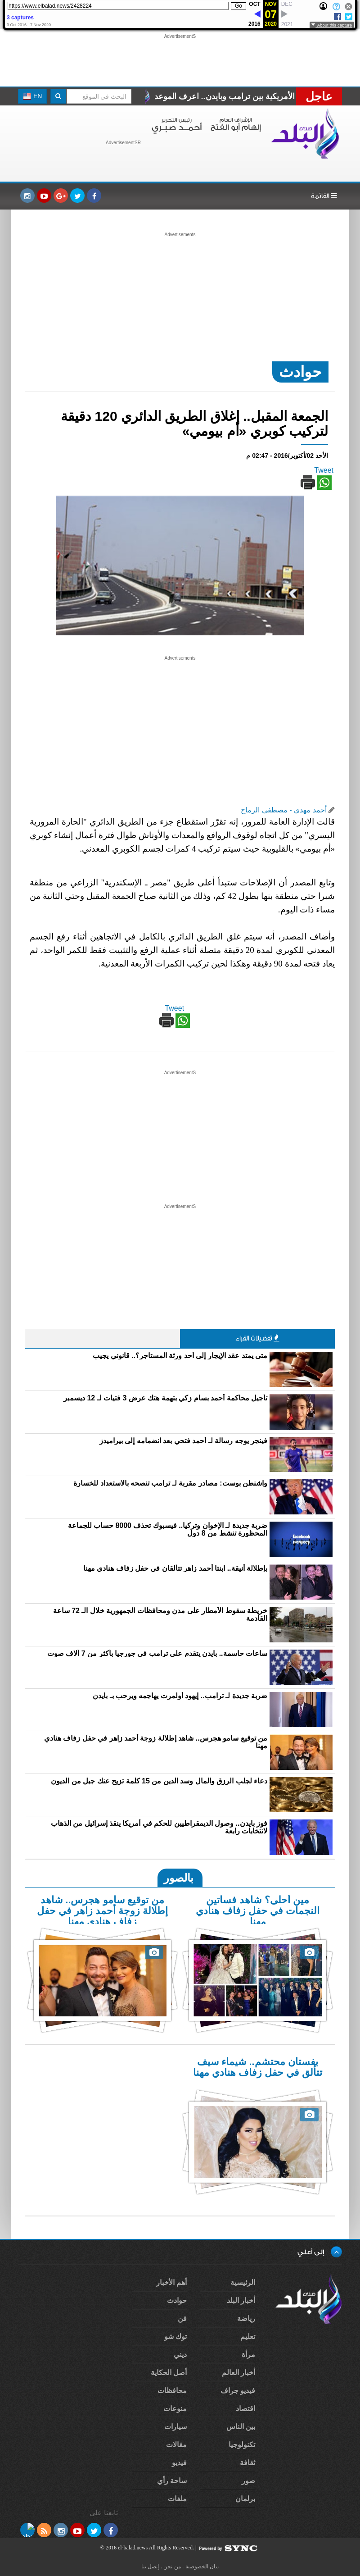 https://www.elbalad.news/2428224
Go
OCT NOV DEC
07
2016 2020 2021
3 captures
3 Oct 2016 - 7 Nov 2020
About this capture
Advertisements
عاجل
الأمريكية بين ترامب وبايدن.. اعرف الموعد
البحث فى الموقع
EN
صدى البلد
الإشراف العام
إلهام أبو الفتح
رئيس التحرير
أحمد صبري
AdvertisementSR
القائمة
Advertisements
حوادث
الجمعة المقبل.. إغلاق الطريق الدائري 120 دقيقة
لتركيب كوبري «أم بيومي»
الأحد 02/أكتوبر/2016 - 02:47 م
Tweet
Advertisements
أحمد مهدي - مصطفى الرماح
قالت الإدارة العامة للمرور، إنه تقرّر استقطاع جزء من الطريق الدائري "الحارة المرورية
اليسري" من كل اتجاه لوقوف الروافع والمعدات والأوناش طوال فترة أعمال إنشاء كوبري
«أم بيومي» بالقليوبية حيث سيتم تركيب 4 كمرات لجسم الكوبري المعدني.
وتابع المصدر أن الإصلاحات ستبدأ أعلى طريق "مصر ـ الإسكندرية" الزراعي من منطقة
شبرا حتي منطقة بنها بطول 42 كم، وذلك من الثانية صباح الجمعة المقبل وحتي الثانية من
مساء ذات اليوم.
وأضاف المصدر، أنه سيتم غلق الطريق الدائري بالكامل في الاتجاهين أثناء رفع جسم
المعدني للكوبري لمدة 20 دقيقة متصلة أثناء عملية الرفع والتثبيت فقط للكمر الواحد، ثم
يعاد فتحه لمدة 90 دقيقة وهكذا لحين تركيب الكمرات الأربعة المعدنية.
Tweet
AdvertisementS
AdvertisementS
تفضيلات القراء
متى يمتد عقد الإيجار إلى أحد ورثة المستأجر؟.. قانوني يجيب
تأجيل محاكمة أحمد بسام زكي بتهمة هتك عرض 3 فتيات لـ 12 ديسمبر
فينجر يوجه رسالة لـ أحمد فتحي بعد انضمامه إلى بيراميدز
واشنطن بوست: مصادر مقربة لـ ترامب تنصحه بالاستعداد للخسارة
ضربة جديدة لـ الإخوان وتركيا.. فيسبوك تحذف 8000 حساب للجماعة
المحظورة تنشط من 8 دول
بإطلالة أنيقة.. ابنتا أحمد زاهر تتألقان في حفل زفاف هنادي مهنا
خريطة سقوط الأمطار على مدن ومحافظات الجمهورية خلال الـ 72 ساعة
القادمة
ساعات حاسمة.. بايدن يتقدم على ترامب في جورجيا بأكثر من 7 آلاف صوت
ضربة جديدة لـ ترامب.. إيهود أولمرت يهاجمه ويرحب بـ بايدن
من توقيع سامو هجرس.. شاهد إطلالة زوجة أحمد زاهر في حفل زفاف هنادي
مهنا
دعاء لجلب الرزق والمال وسد الدين من 15 كلمة تزيح عنك جبل من الديون
فوز بايدن.. وصول الديمقراطيين للحكم في أمريكا ينقذ إسرائيل من الذهاب
لانتخابات رابعة
بالصور
مين أحلى؟ شاهد فساتين
النجمات في حفل زفاف هنادي
مهنا
من توقيع سامو هجرس.. شاهد
إطلالة زوجة أحمد زاهر في حفل
زفاف هنادي مهنا
بفستان محتشم.. شيماء سيف
تتألق في حفل زفاف هنادي مهنا
إلى أعلي
صدى البلد
الرئيسية
أخبار البلد
رياضة
تعليم
مرأة
أخبار العالم
فيديو جراف
اقتصاد
بين الناس
تكنولوجيا
ثقافة
صور
برلمان
أهم الأخبار
حوادث
فن
توك شو
ديني
أصل الحكاية
محافظات
منوعات
سيارات
مقالات
فيديو
ساحة رأي
ملفات
تابعنا على
© 2016 el-balad.news All Rights Reserved. | Powered by SYNC
بيان الخصوصية . من نحن . إتصل بنا